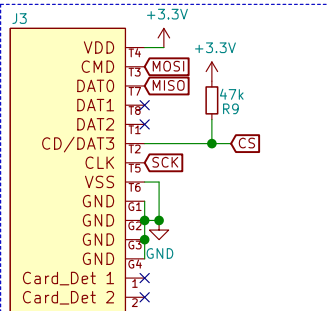 J3
+3.3V
+3.3V
VDD T4
CMD T3 MOSI
DAT0 T7 MISO
47k
DAT1 T8
R9
DAT2 T1
CD/DAT3 T2 CS
CLK T5 SCK
VSS T6
GND G1
GND G2
GND G3
GND
GND G4
Card_Det 1 1
Card_Det 2 2